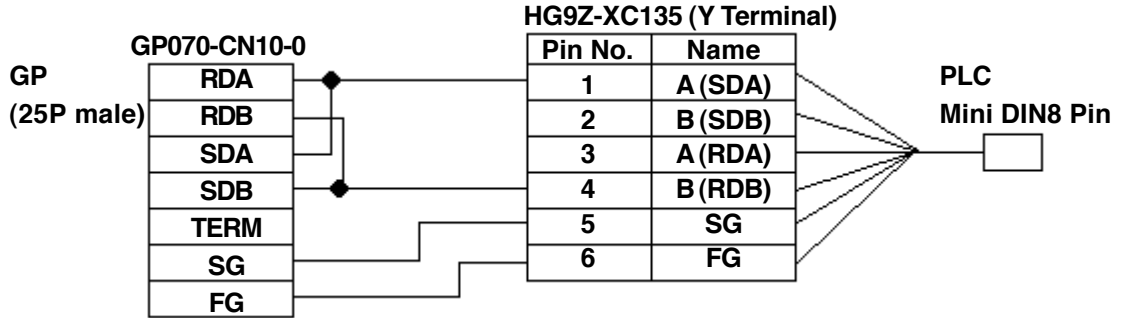 HG9Z-XC135 (Y Terminal)
GP070-CN10-0
Pin No. Name
GP
(25P male)
RDA
RDB
SDA
SDB
TERM
SG
FG
1 A (SDA)
2 B (SDB)
3 A (RDA)
4 B (RDB)
5 SG
6 FG
PLC
Mini DIN8 Pin